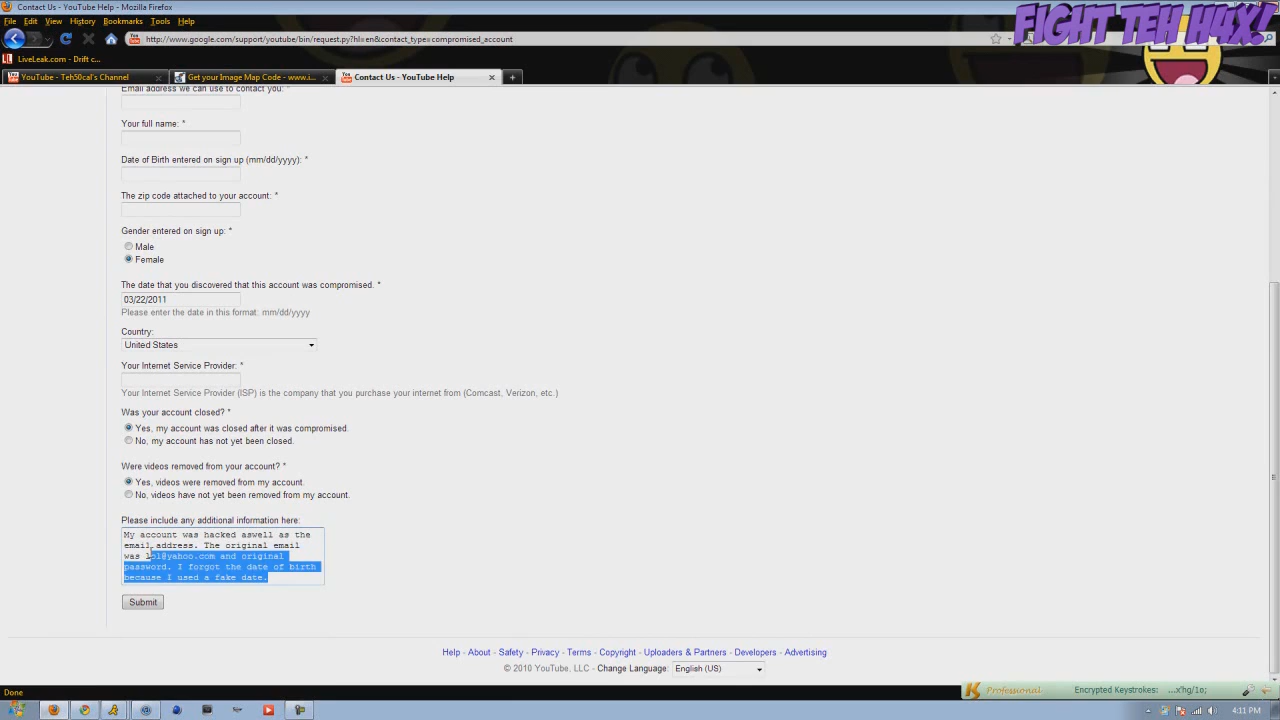 Contact Us - YouTube Help - Mozilla Firefox
FIGHT TEH H4X!
File Edit View History Bookmarks Tools Help
http://www.google.com/support/youtube/bin/request.py?hl=en&contact_type=compromised_account
LiveLeak.com - Drift c...
YouTube - Teh50cal's Channel
Get your Image Map Code - www.i...
Contact Us - YouTube Help
Email address we can use to contact you: *
Your full name: *
Date of Birth entered on sign up (mm/dd/yyyy): *
The zip code attached to your account: *
Gender entered on sign up: *
Male
Female
The date that you discovered that this account was compromised. *
03/22/2011
Please enter the date in this format: mm/dd/yyyy
Country:
United States
Your Internet Service Provider: *
Your Internet Service Provider (ISP) is the company that you purchase your internet from (Comcast, Verizon, etc.)
Was your account closed? *
Yes, my account was closed after it was compromised.
No, my account has not yet been closed.
Were videos removed from your account? *
Yes, videos were removed from my account.
No, videos have not yet been removed from my account.
Please include any additional information here:
My account was hacked aswell as the
email address. The original email
was lol@yahoo.com and original
password. I forgot the date of birth
because I used a fake date.
Submit
Help - About - Safety - Privacy - Terms - Copyright - Uploaders & Partners - Developers - Advertising
© 2010 YouTube, LLC - Change Language: English (US)
Done
K Professional Encrypted Keystrokes: ...x'hg/1o;
4:11 PM